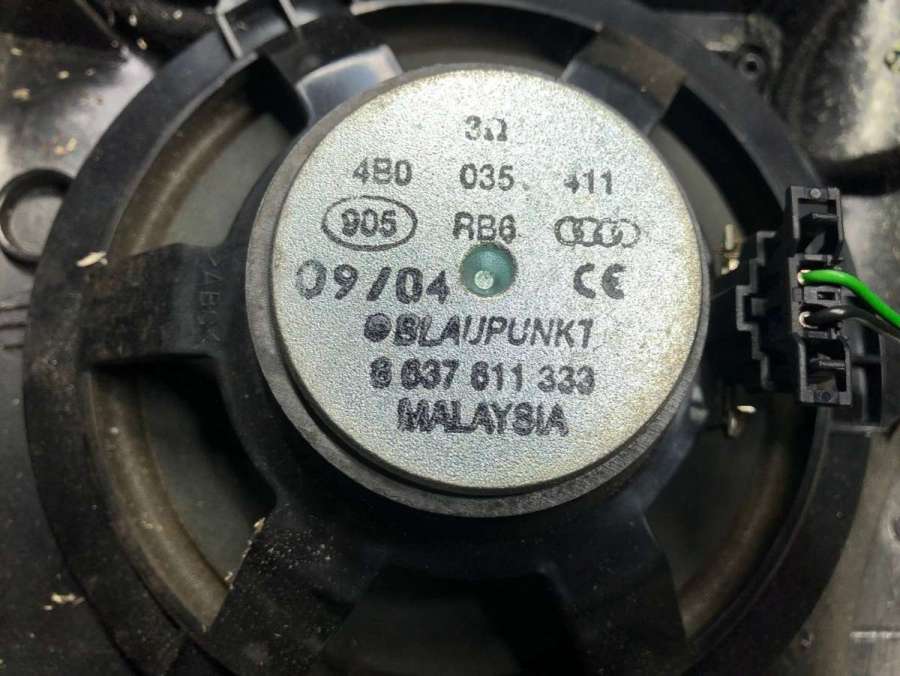 3Ω
4B0 035 411
905 RB6
09/04 CE
BLAUPUNKT
8 637 611 333
MALAYSIA